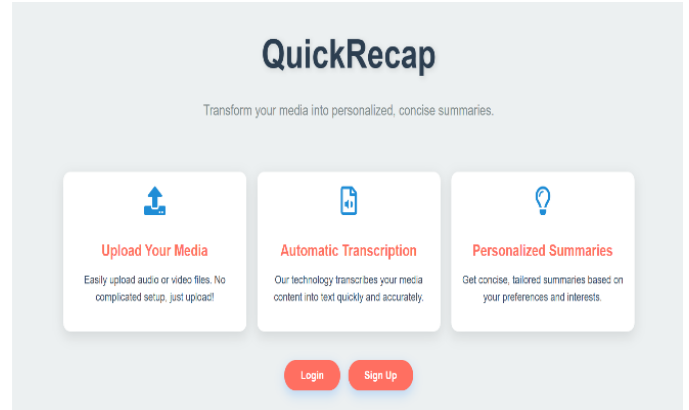 QuickRecap
Transform your media into personalized, concise summaries.
Upload Your Media
Easily upload audio or video files. No
complicated setup, just upload!
Automatic Transcription
Our technology transcribes your media
content into text quickly and accurately.
Personalized Summaries
Get concise, tailored summaries based on
your preferences and interests.
Login
Sign Up